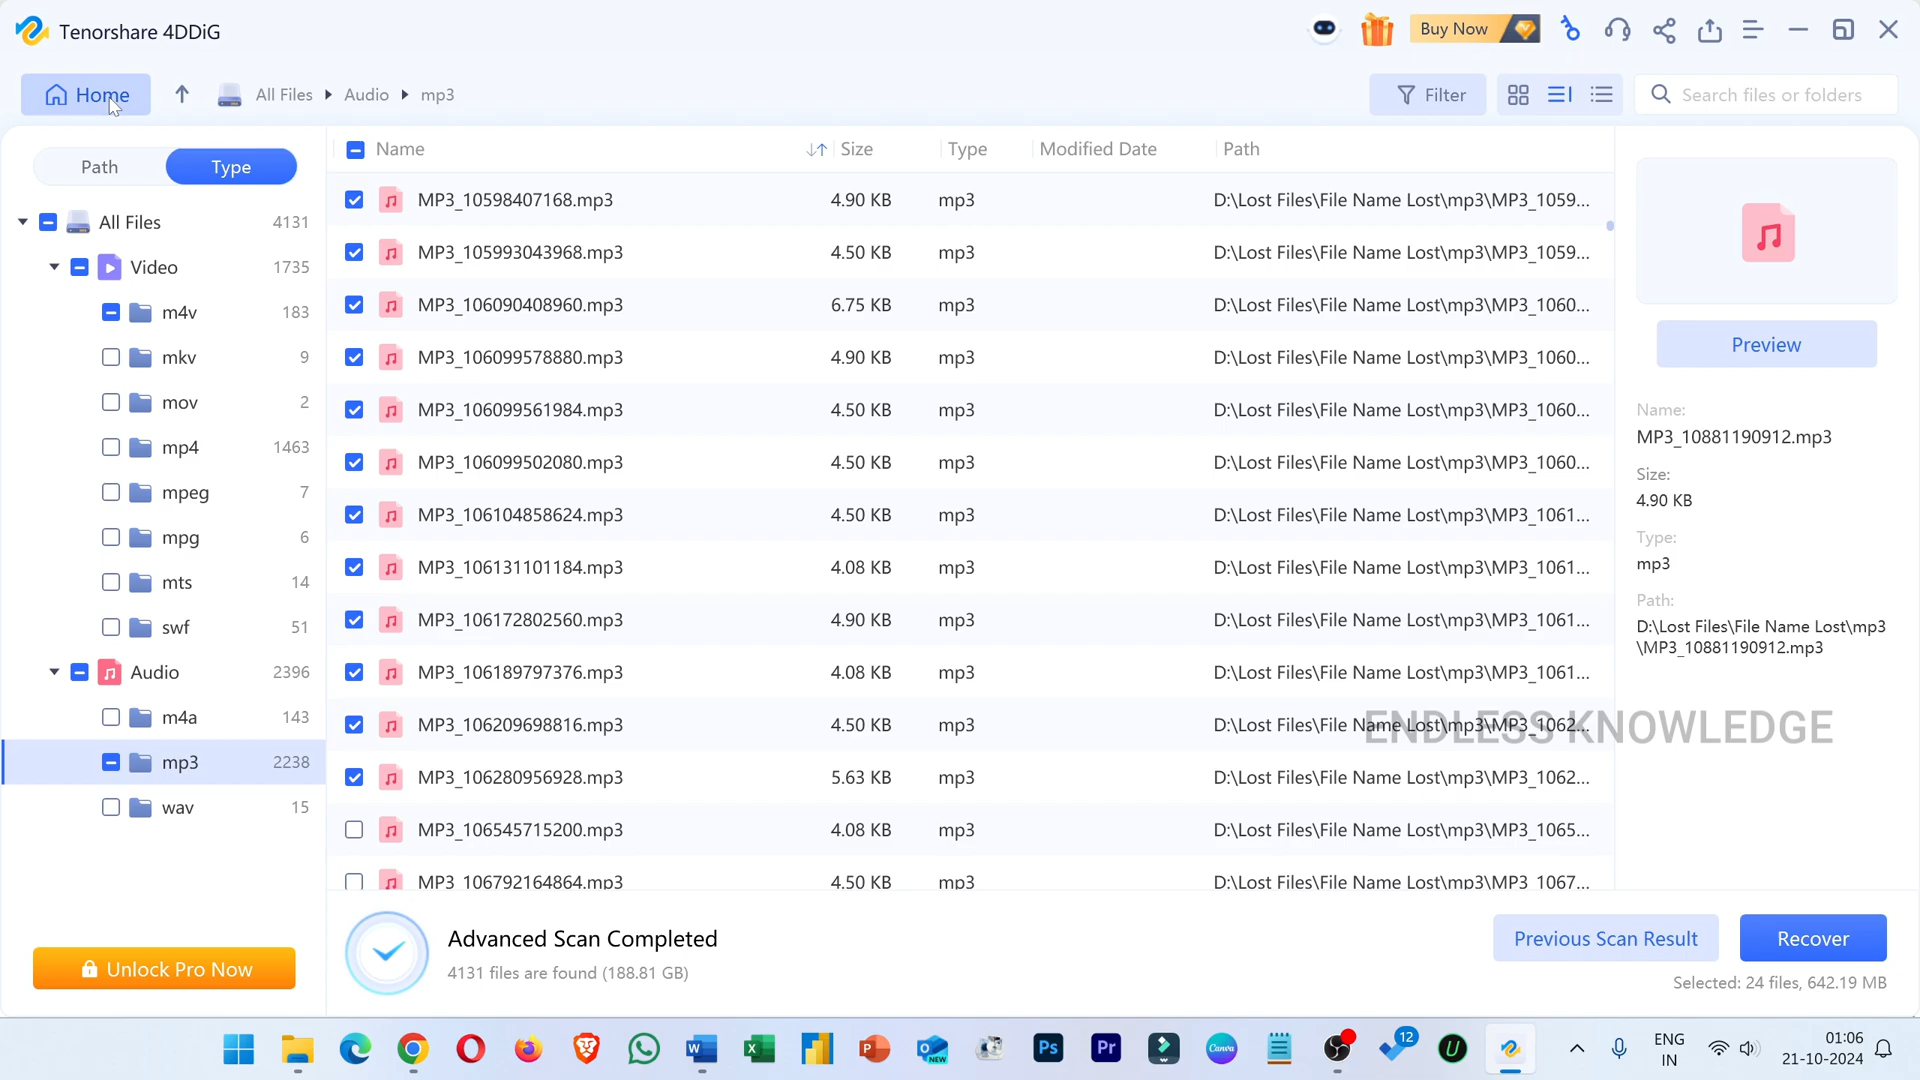 Tenorshare 4DDiG
Buy Now
Home
All Files
Audio
mp3
Filter
Search files or folders
Path
Type
All Files 4131
Video 1735
m4v 183
mkv 9
mov 2
mp4 1463
mpeg 7
mpg 6
mts 14
swf 51
Audio 2396
m4a 143
mp3 2238
wav 15
Unlock Pro Now
Name Size Type Modified Date Path
MP3_10598407168.mp3 4.90 KB mp3 D:\Lost Files\File Name Lost\mp3\MP3_1059...
MP3_105993043968.mp3 4.50 KB mp3 D:\Lost Files\File Name Lost\mp3\MP3_1059...
MP3_106090408960.mp3 6.75 KB mp3 D:\Lost Files\File Name Lost\mp3\MP3_1060...
MP3_106099578880.mp3 4.90 KB mp3 D:\Lost Files\File Name Lost\mp3\MP3_1060...
MP3_106099561984.mp3 4.50 KB mp3 D:\Lost Files\File Name Lost\mp3\MP3_1060...
MP3_106099502080.mp3 4.50 KB mp3 D:\Lost Files\File Name Lost\mp3\MP3_1060...
MP3_106104858624.mp3 4.50 KB mp3 D:\Lost Files\File Name Lost\mp3\MP3_1061...
MP3_106131101184.mp3 4.08 KB mp3 D:\Lost Files\File Name Lost\mp3\MP3_1061...
MP3_106172802560.mp3 4.90 KB mp3 D:\Lost Files\File Name Lost\mp3\MP3_1061...
MP3_106189797376.mp3 4.08 KB mp3 D:\Lost Files\File Name Lost\mp3\MP3_1061...
MP3_106209698816.mp3 4.50 KB mp3 D:\Lost Files\File Name Lost\mp3\MP3_1062...
MP3_106280956928.mp3 5.63 KB mp3 D:\Lost Files\File Name Lost\mp3\MP3_1062...
MP3_106545715200.mp3 4.08 KB mp3 D:\Lost Files\File Name Lost\mp3\MP3_1065...
MP3_106792164864.mp3 4.50 KB mp3 D:\Lost Files\File Name Lost\mp3\MP3_1067...
Preview
Name:
MP3_10881190912.mp3
Size:
4.90 KB
Type:
mp3
Path:
D:\Lost Files\File Name Lost\mp3
\MP3_10881190912.mp3
ENDLESS KNOWLEDGE
Advanced Scan Completed
4131 files are found (188.81 GB)
Previous Scan Result
Recover
Selected: 24 files, 642.19 MB
W
X
P
O
NEW
Ps
Pr
Canva
12
U
ENG
IN
01:06
21-10-2024